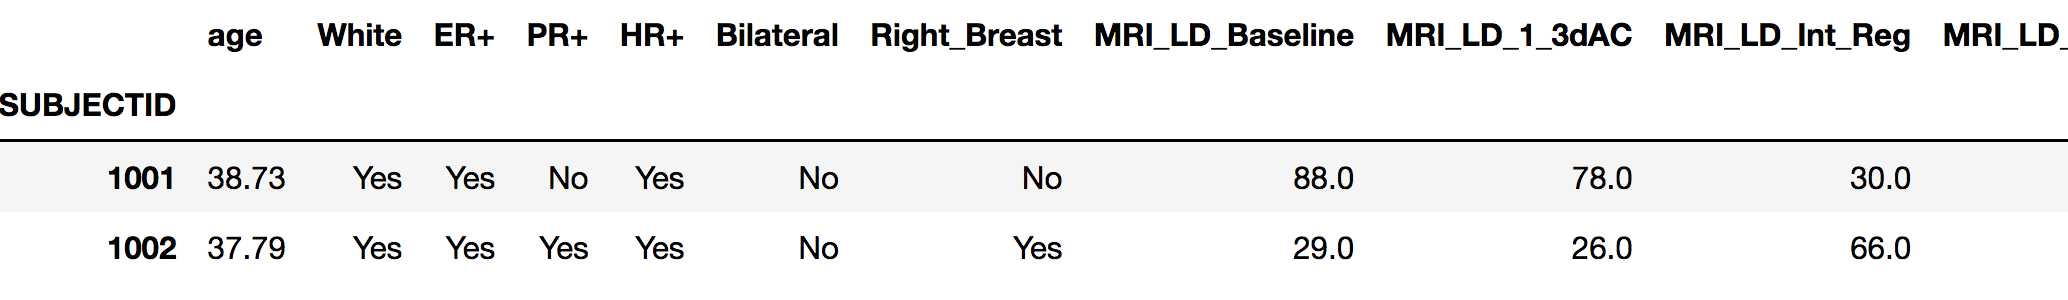 age White ER+ PR+ HR+ Bilateral Right_Breast MRI_LD_Baseline MRI_LD_1_3dAC MRI_LD_Int_Reg MRI_LD_
SUBJECTID
1001 38.73 Yes Yes No Yes No No 88.0 78.0 30.0
1002 37.79 Yes Yes Yes Yes No Yes 29.0 26.0 66.0